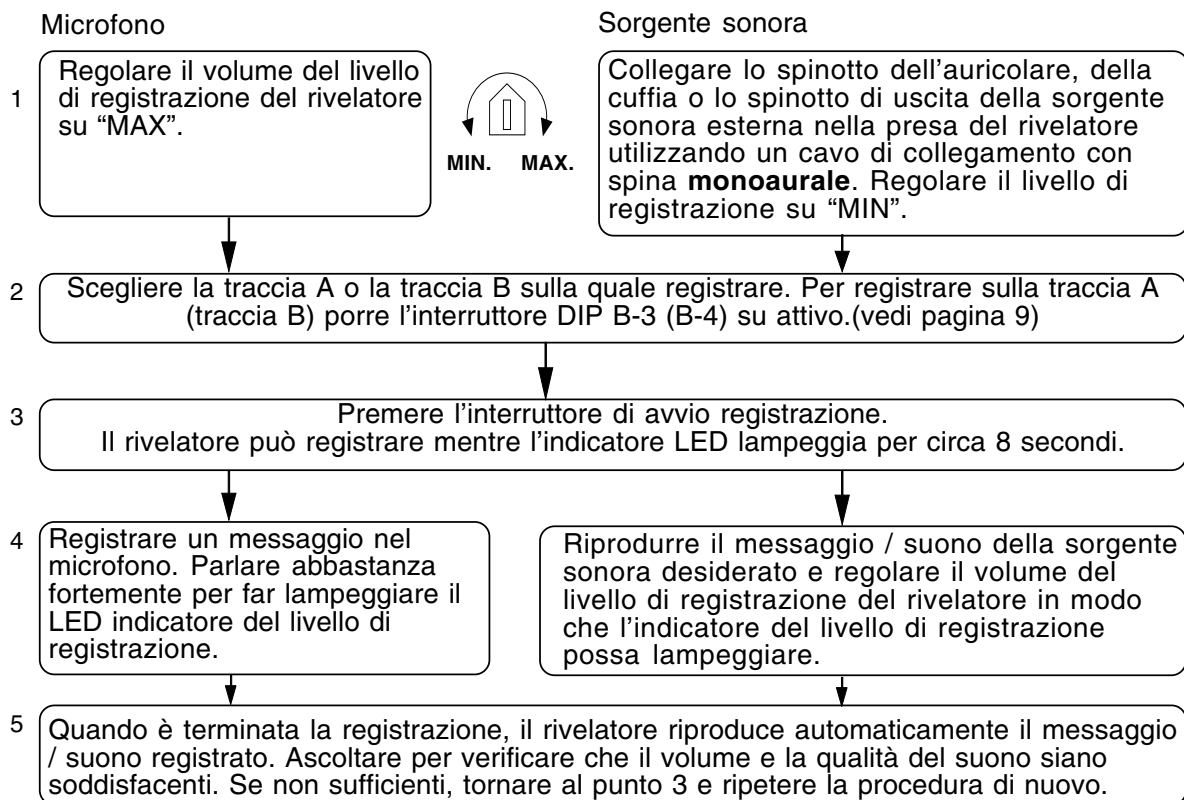 Microfono
Sorgente sonora
1
Regolare il volume del livello
di registrazione del rivelatore
su “MAX”.
MIN. MAX.
Collegare lo spinotto dell’auricolare, della
cuffia o lo spinotto di uscita della sorgente
sonora esterna nella presa del rivelatore
utilizzando un cavo di collegamento con
spina monoaurale. Regolare il livello di
registrazione su “MIN”.
2
Scegliere la traccia A o la traccia B sulla quale registrare. Per registrare sulla traccia A
(traccia B) porre l’interruttore DIP B-3 (B-4) su attivo.(vedi pagina 9)
3
Premere l’interruttore di avvio registrazione.
Il rivelatore può registrare mentre l’indicatore LED lampeggia per circa 8 secondi.
4
Registrare un messaggio nel
microfono. Parlare abbastanza
fortemente per far lampeggiare il
LED indicatore del livello di
registrazione.
Riprodurre il messaggio / suono della sorgente
sonora desiderato e regolare il volume del
livello di registrazione del rivelatore in modo
che l’indicatore del livello di registrazione
possa lampeggiare.
5
Quando è terminata la registrazione, il rivelatore riproduce automaticamente il messaggio
/ suono registrato. Ascoltare per verificare che il volume e la qualità del suono siano
soddisfacenti. Se non sufficienti, tornare al punto 3 e ripetere la procedura di nuovo.